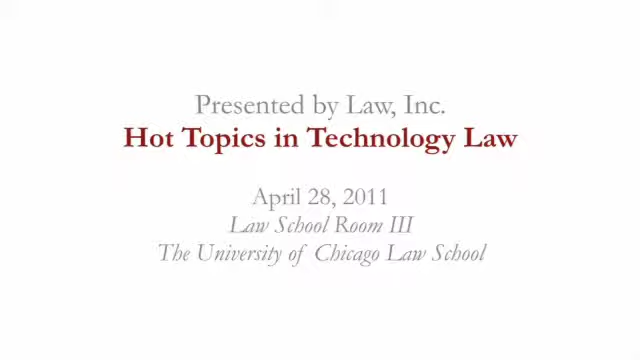 Presented by Law, Inc.
Hot Topics in Technology Law
April 28, 2011
Law School Room III
The University of Chicago Law School